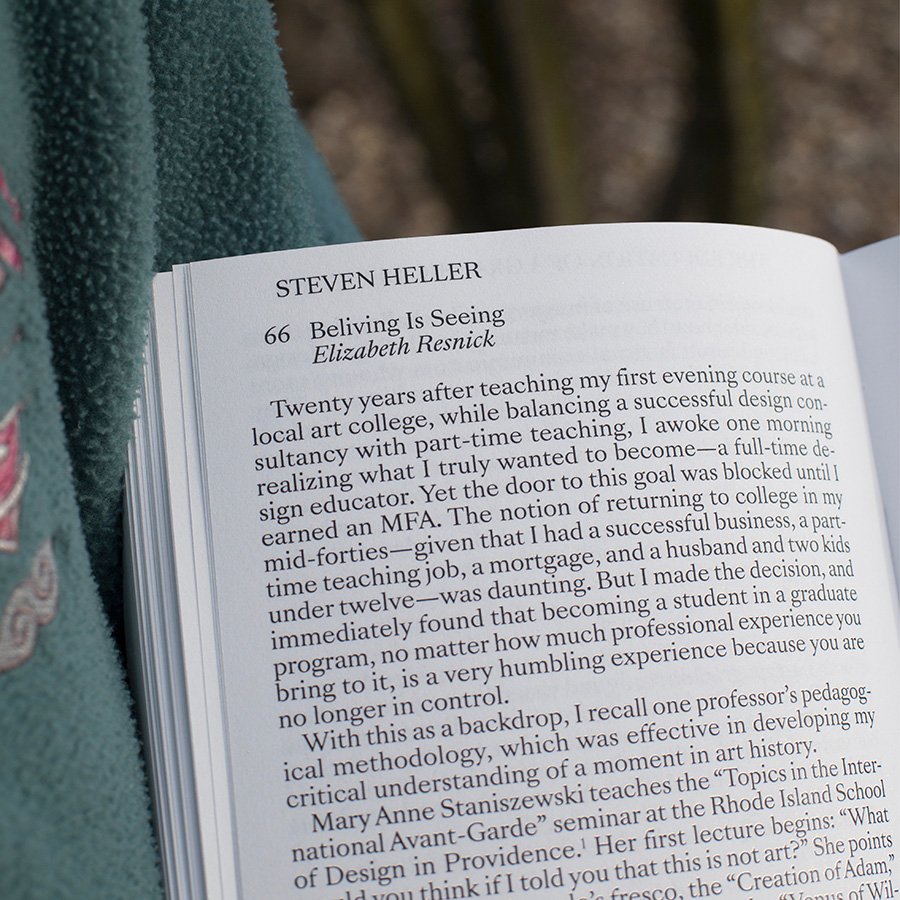 STEVEN HELLER
66 Beliving Is Seeing
Elizabeth Resnick
Twenty years after teaching my first evening course at a
local art college, while balancing a successful design con-
sultancy with part-time teaching, I awoke one morning
realizing what I truly wanted to become—a full-time de-
sign educator. Yet the door to this goal was blocked until I
earned an MFA. The notion of returning to college in my
mid-forties—given that I had a successful business, a part-
time teaching job, a mortgage, and a husband and two kids
under twelve—was daunting. But I made the decision, and
immediately found that becoming a student in a graduate
program, no matter how much professional experience you
bring to it, is a very humbling experience because you are
no longer in control.
With this as a backdrop, I recall one professor's pedagog-
ical methodology, which was effective in developing my
critical understanding of a moment in art history.
Mary Anne Staniszewski teaches the “Topics in the Inter-
national Avant-Garde” seminar at the Rhode Island School
of Design in Providence.¹ Her first lecture begins: “What
you think if I told you that this is not art?” She points
fresco, the “Creation of Adam,”
“Venus of Wil-